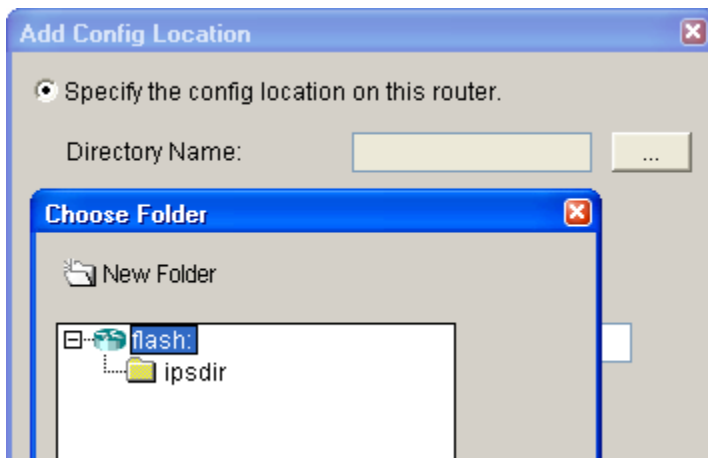 Add Config Location
Specify the config location on this router.
Directory Name:
...
Choose Folder
New Folder
flash:
ipsdir